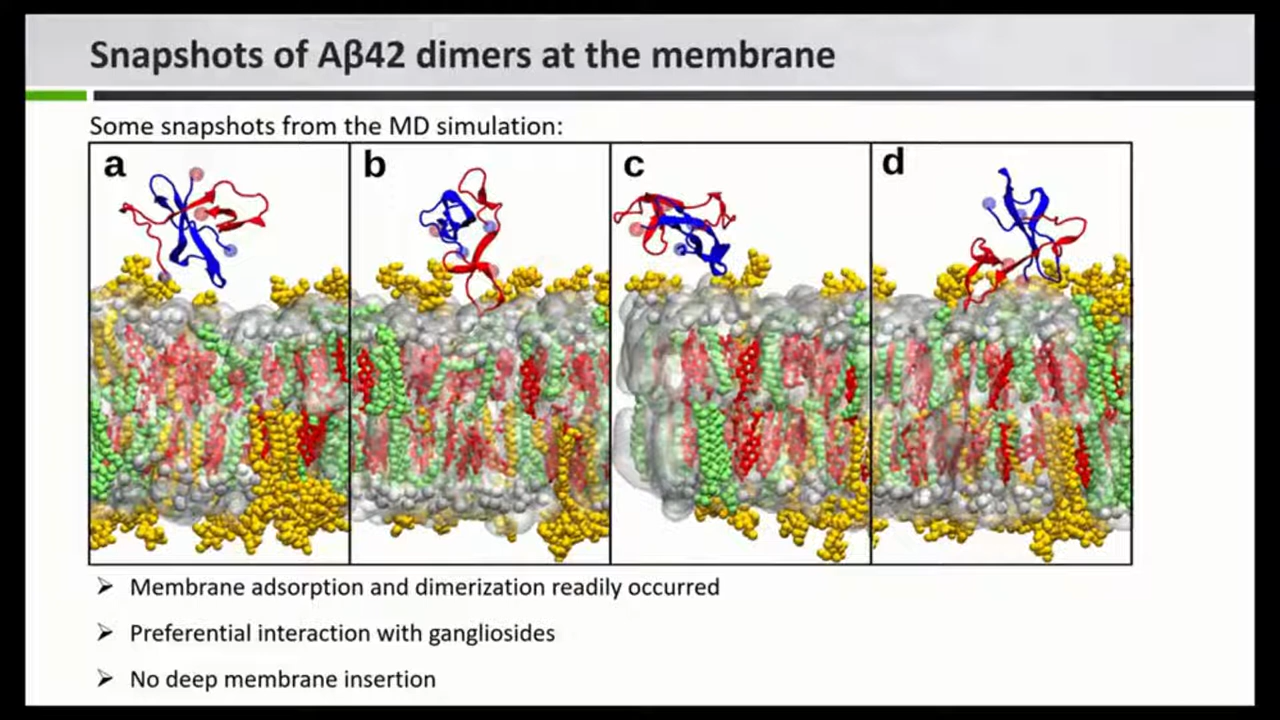 Snapshots of Aβ42 dimers at the membrane
Some snapshots from the MD simulation:
a
b
c
d
Membrane adsorption and dimerization readily occurred
Preferential interaction with gangliosides
No deep membrane insertion